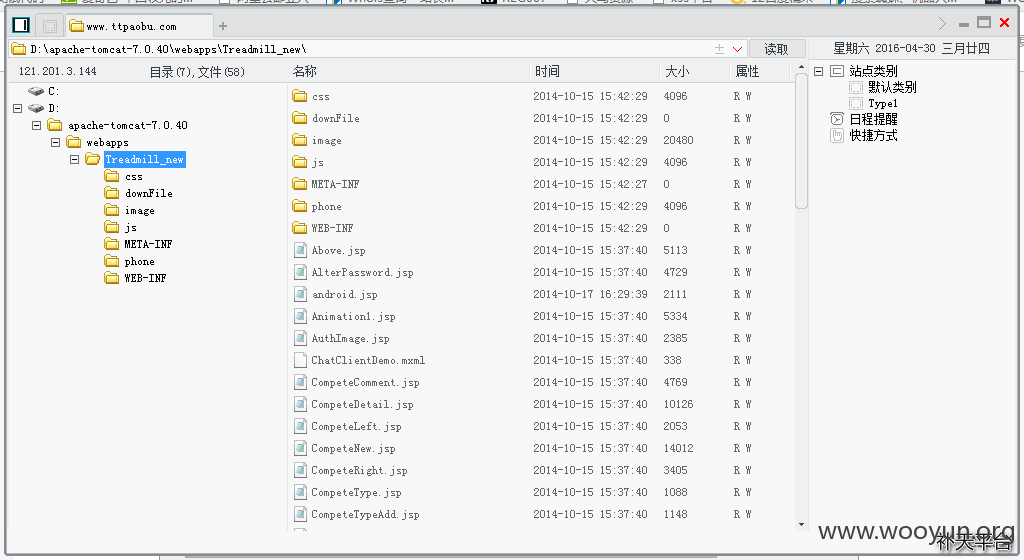 www.ttpaobu.com
D:\apache-tomcat-7.0.40\webapps\Treadmill_new\
读取
星期六 2016-04-30 三月廿四
121.201.3.144 目录(7),文件(58)
名称 时间 大小 属性
C:
D:
apache-tomcat-7.0.40
webapps
Treadmill_new
css
downFile
image
js
META-INF
phone
WEB-INF
css 2014-10-15 15:42:29 4096 R W
downFile 2014-10-15 15:42:29 0 R W
image 2014-10-15 15:42:29 20480 R W
js 2014-10-15 15:42:29 4096 R W
META-INF 2014-10-15 15:42:27 0 R W
phone 2014-10-15 15:42:29 4096 R W
WEB-INF 2014-10-15 15:42:29 0 R W
Above.jsp 2014-10-15 15:37:40 5113 R W
AlterPassword.jsp 2014-10-15 15:37:40 4729 R W
android.jsp 2014-10-17 16:29:39 2111 R W
Animation1.jsp 2014-10-15 15:37:40 5334 R W
AuthImage.jsp 2014-10-15 15:37:40 2385 R W
ChatClientDemo.mxml 2014-10-15 15:37:40 338 R W
CompeteComment.jsp 2014-10-15 15:37:40 4769 R W
CompeteDetail.jsp 2014-10-15 15:37:40 10126 R W
CompeteLeft.jsp 2014-10-15 15:37:40 2053 R W
CompeteNew.jsp 2014-10-15 15:37:40 14012 R W
CompeteRight.jsp 2014-10-15 15:37:40 3405 R W
CompeteType.jsp 2014-10-15 15:37:40 1088 R W
CompeteTypeAdd.jsp 2014-10-15 15:37:40 1148 R W
站点类别
默认类别
Type1
日程提醒
快捷方式
www.wooyun.org
补天平台